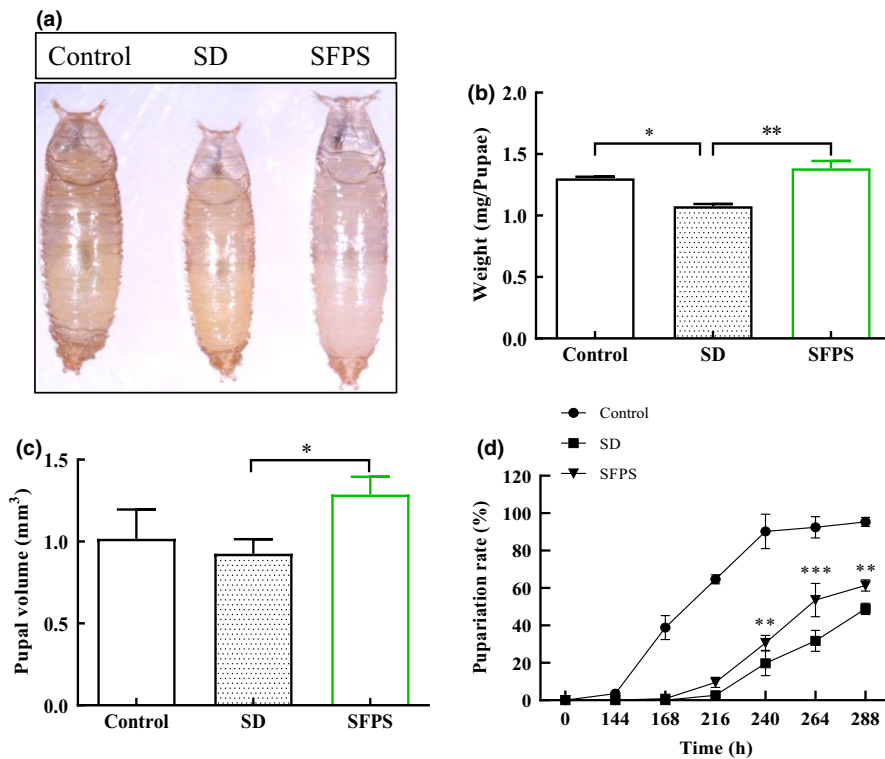 (a)
Control SD SFPS
(b)
Weight (mg/Pupae)
2.0
1.5
1.0
0.5
0.0
* **
Control SD SFPS
(c)
Pupal volume (mm³)
1.5
1.0
0.5
0.0
*
Control SD SFPS
(d)
Control
SD
SFPS
Pupariation rate (%)
120
100
80
60
40
20
0
** *** **
0 144 168 216 240 264 288
Time (h)